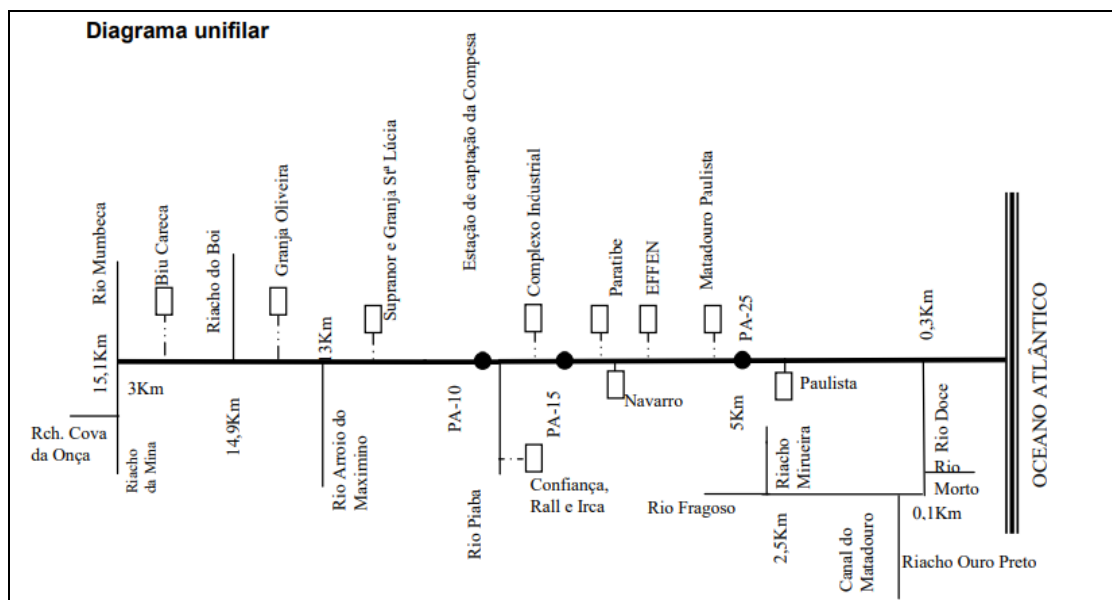 Diagrama unifilar
Rio Mumbeca
Biu Careca
Riacho do Boi
Granja Oliveira
Supranor e Granja Stª Lúcia
Estação de captação da Compesa
Complexo Industrial
Paratibe
EFFEN
Matadouro Paulista
PA-25
0,3Km
OCEANO ATLÂNTICO
15,1Km
3Km
14,9Km
13Km
PA-10
PA-15
Navarro
5Km
Paulista
Rch. Cova
da Onça
Riacho
da Mina
Rio Arroio do
Maximino
Rio Piaba
Confiança,
Rall e Irca
Rio Fragoso
Riacho
Mirueira
2,5Km
Rio Doce
Rio
Morto
0,1Km
Canal do
Matadouro
Riacho Ouro Preto